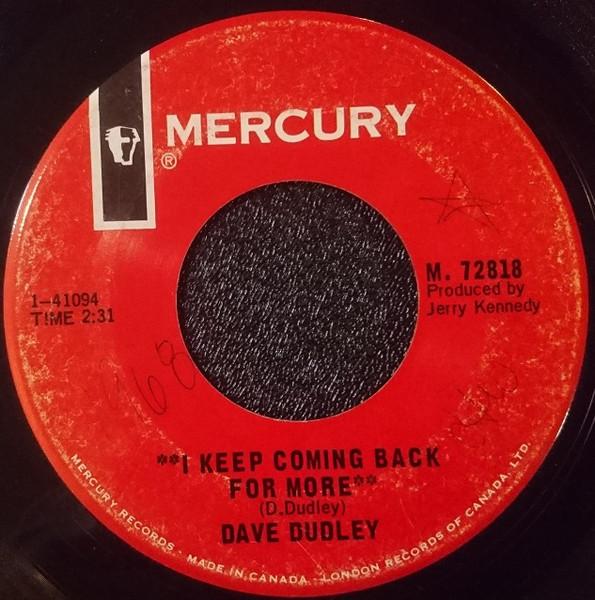 MERCURY
®
M. 72818
Produced by
Jerry Kennedy
1-41094
TIME 2:31
968
**I KEEP COMING BACK
FOR MORE**
(D.Dudley)
DAVE DUDLEY
MERCURY RECORDS. MADE IN CANADA. LONDON RECORDS OF CANADA, LTD.